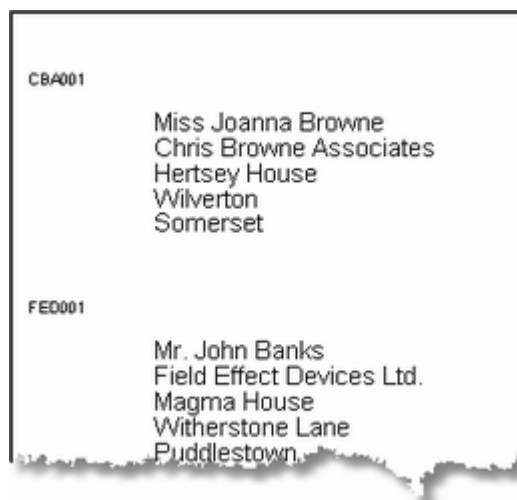 CBA001
Miss Joanna Browne
Chris Browne Associates
Hertsey House
Wilverton
Somerset
FED001
Mr. John Banks
Field Effect Devices Ltd.
Magma House
Witherstone Lane
Puddlestown